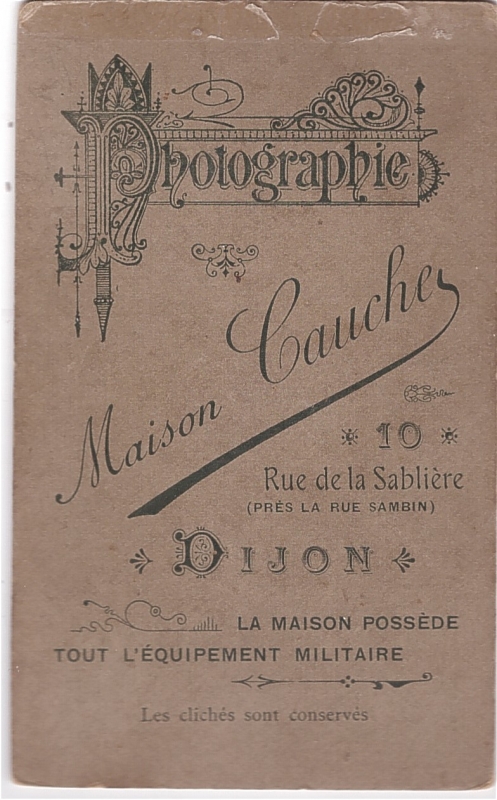 Photographie
Maison Cauche
10
Rue de la Sablière
(PRÈS LA RUE SAMBIN)
DIJON
LA MAISON POSSÈDE
TOUT L'ÉQUIPEMENT MILITAIRE
Les clichés sont conservés